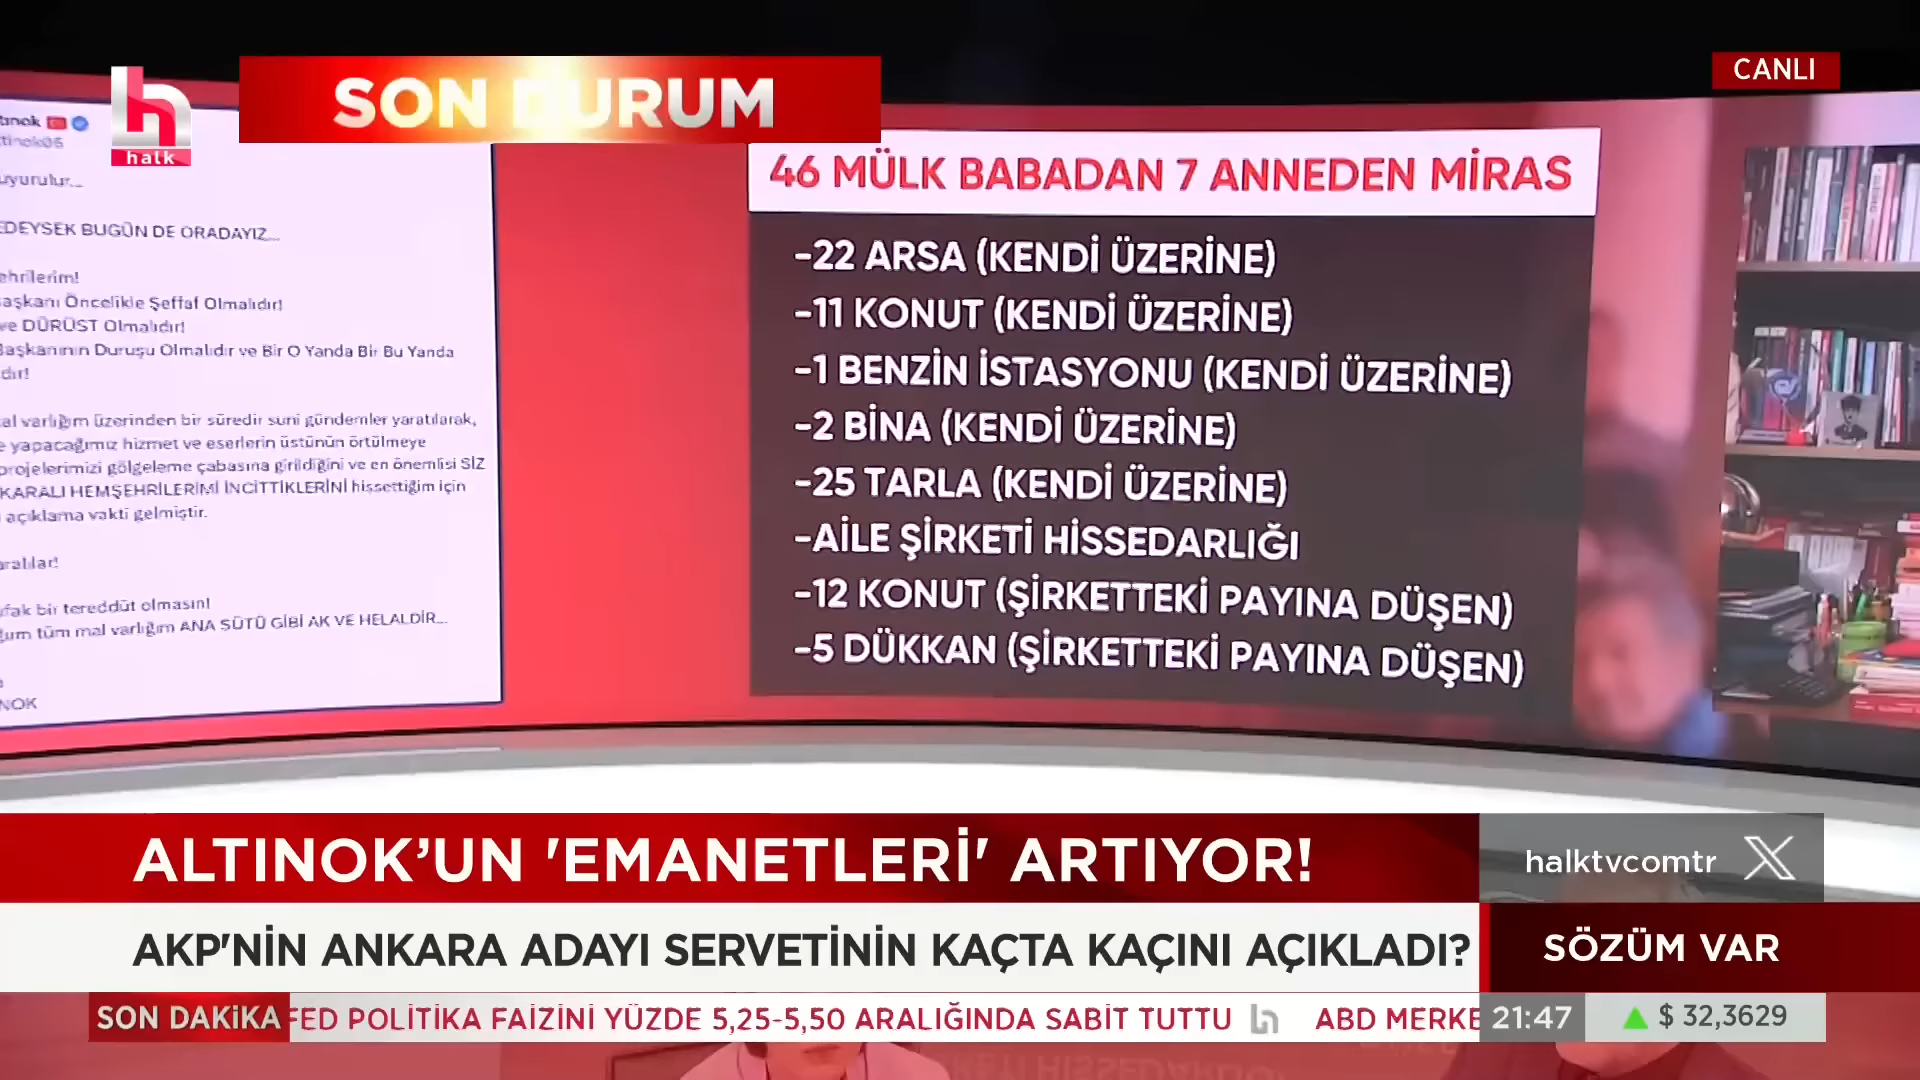 SON DURUM
CANLI
halk
46 MÜLK BABADAN 7 ANNEDEN MİRAS
-22 ARSA (KENDİ ÜZERİNE)
-11 KONUT (KENDİ ÜZERİNE)
-1 BENZİN İSTASYONU (KENDİ ÜZERİNE)
-2 BİNA (KENDİ ÜZERİNE)
-25 TARLA (KENDİ ÜZERİNE)
-AİLE ŞİRKETİ HİSSEDARLIĞI
-12 KONUT (ŞİRKETTEKİ PAYINA DÜŞEN)
-5 DÜKKAN (ŞİRKETTEKİ PAYINA DÜŞEN)
tınok
tinok06
uyurulur...
EDEYSEK BUGÜN DE ORADAYIZ...
ehrilerim!
aşkanı Öncelikle Şeffaf Olmalıdır!
ve DÜRÜST Olmalıdır!
Başkanının Duruşu Olmalıdır ve Bir O Yanda Bir Bu Yanda
dır!
al varlığım üzerinden bir süredir suni gündemler yaratılarak,
e yapacağımız hizmet ve eserlerin üstünün örtülmeye
projelerimizi gölgeleme çabasına girildiğini ve en önemlisi SİZ
KARALI HEMŞEHRİLERİMİ İNCİTTİKLERİNİ hissettiğim için
açıklama vakti gelmiştir.
aralılar!
ufak bir tereddüt olmasın!
ğum tüm mal varlığım ANA SÜTÜ GİBİ AK VE HELALDİR...
NOK
ALTINOK'UN 'EMANETLERİ' ARTIYOR!
halktvcomtr X
AKP'NİN ANKARA ADAYI SERVETİNİN KAÇTA KAÇINI AÇIKLADI?
SÖZÜM VAR
SON DAKİKA FED POLİTİKA FAİZİNİ YÜZDE 5,25-5,50 ARALIĞINDA SABİT TUTTU ABD MERKE 21:47 $ 32,3629